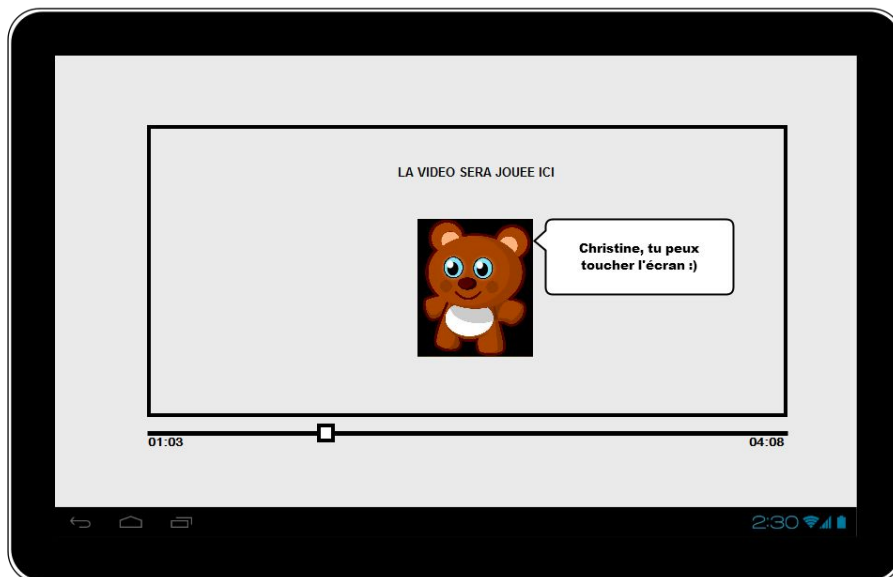 LA VIDEO SERA JOUEE ICI
Christine, tu peux
toucher l'écran :)
01:03
04:08
2:30